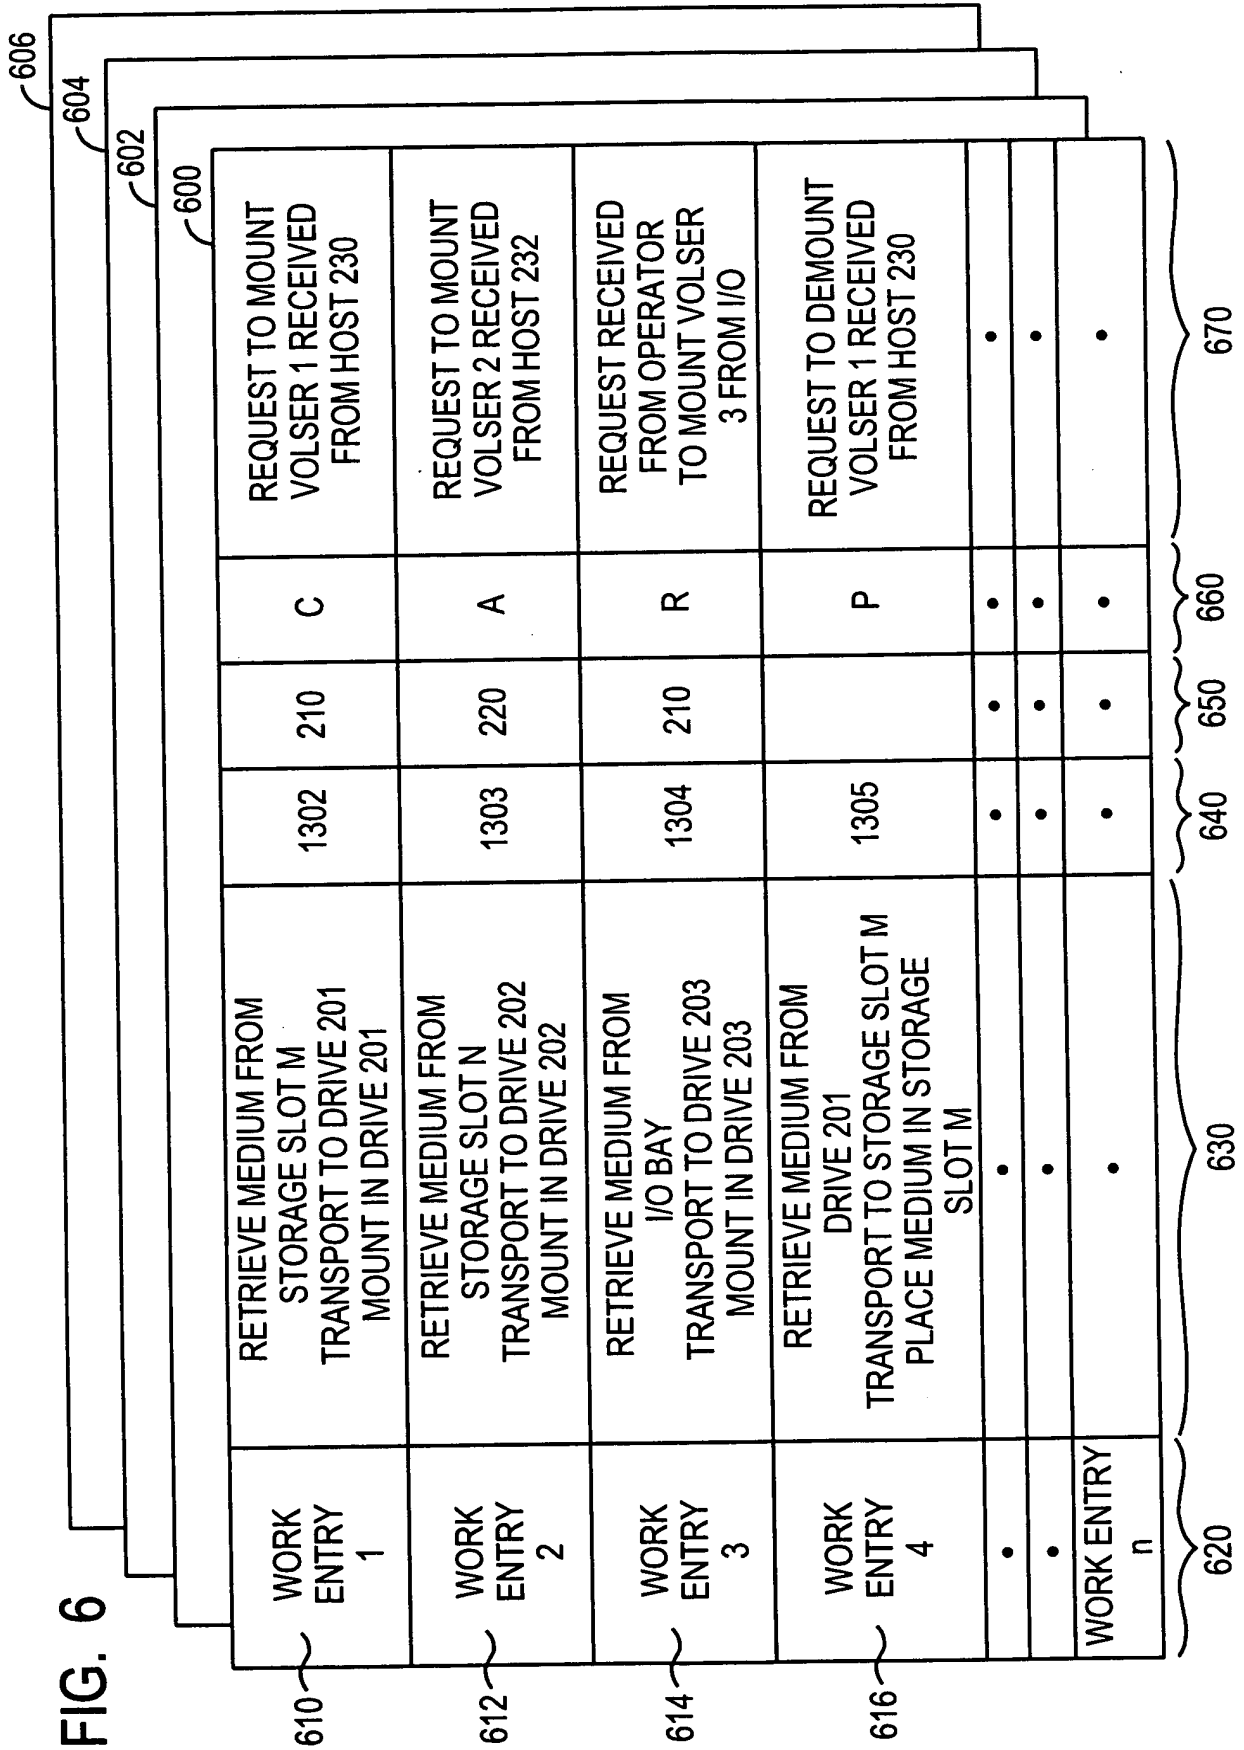 FIG. 6
606
604
602
600
610
WORK
ENTRY
1
RETRIEVE MEDIUM FROM
STORAGE SLOT M
TRANSPORT TO DRIVE 201
MOUNT IN DRIVE 201
1302
210
C
REQUEST TO MOUNT
VOLSER 1 RECEIVED
FROM HOST 230
612
WORK
ENTRY
2
RETRIEVE MEDIUM FROM
STORAGE SLOT N
TRANSPORT TO DRIVE 202
MOUNT IN DRIVE 202
1303
220
A
REQUEST TO MOUNT
VOLSER 2 RECEIVED
FROM HOST 232
614
WORK
ENTRY
3
RETRIEVE MEDIUM FROM
I/O BAY
TRANSPORT TO DRIVE 203
MOUNT IN DRIVE 203
1304
210
R
REQUEST RECEIVED
FROM OPERATOR
TO MOUNT VOLSER
3 FROM I/O
616
WORK
ENTRY
4
RETRIEVE MEDIUM FROM
DRIVE 201
TRANSPORT TO STORAGE SLOT M
PLACE MEDIUM IN STORAGE
SLOT M
1305
P
REQUEST TO DEMOUNT
VOLSER 1 RECEIVED
FROM HOST 230
WORK ENTRY
n
620
630
640
650
660
670